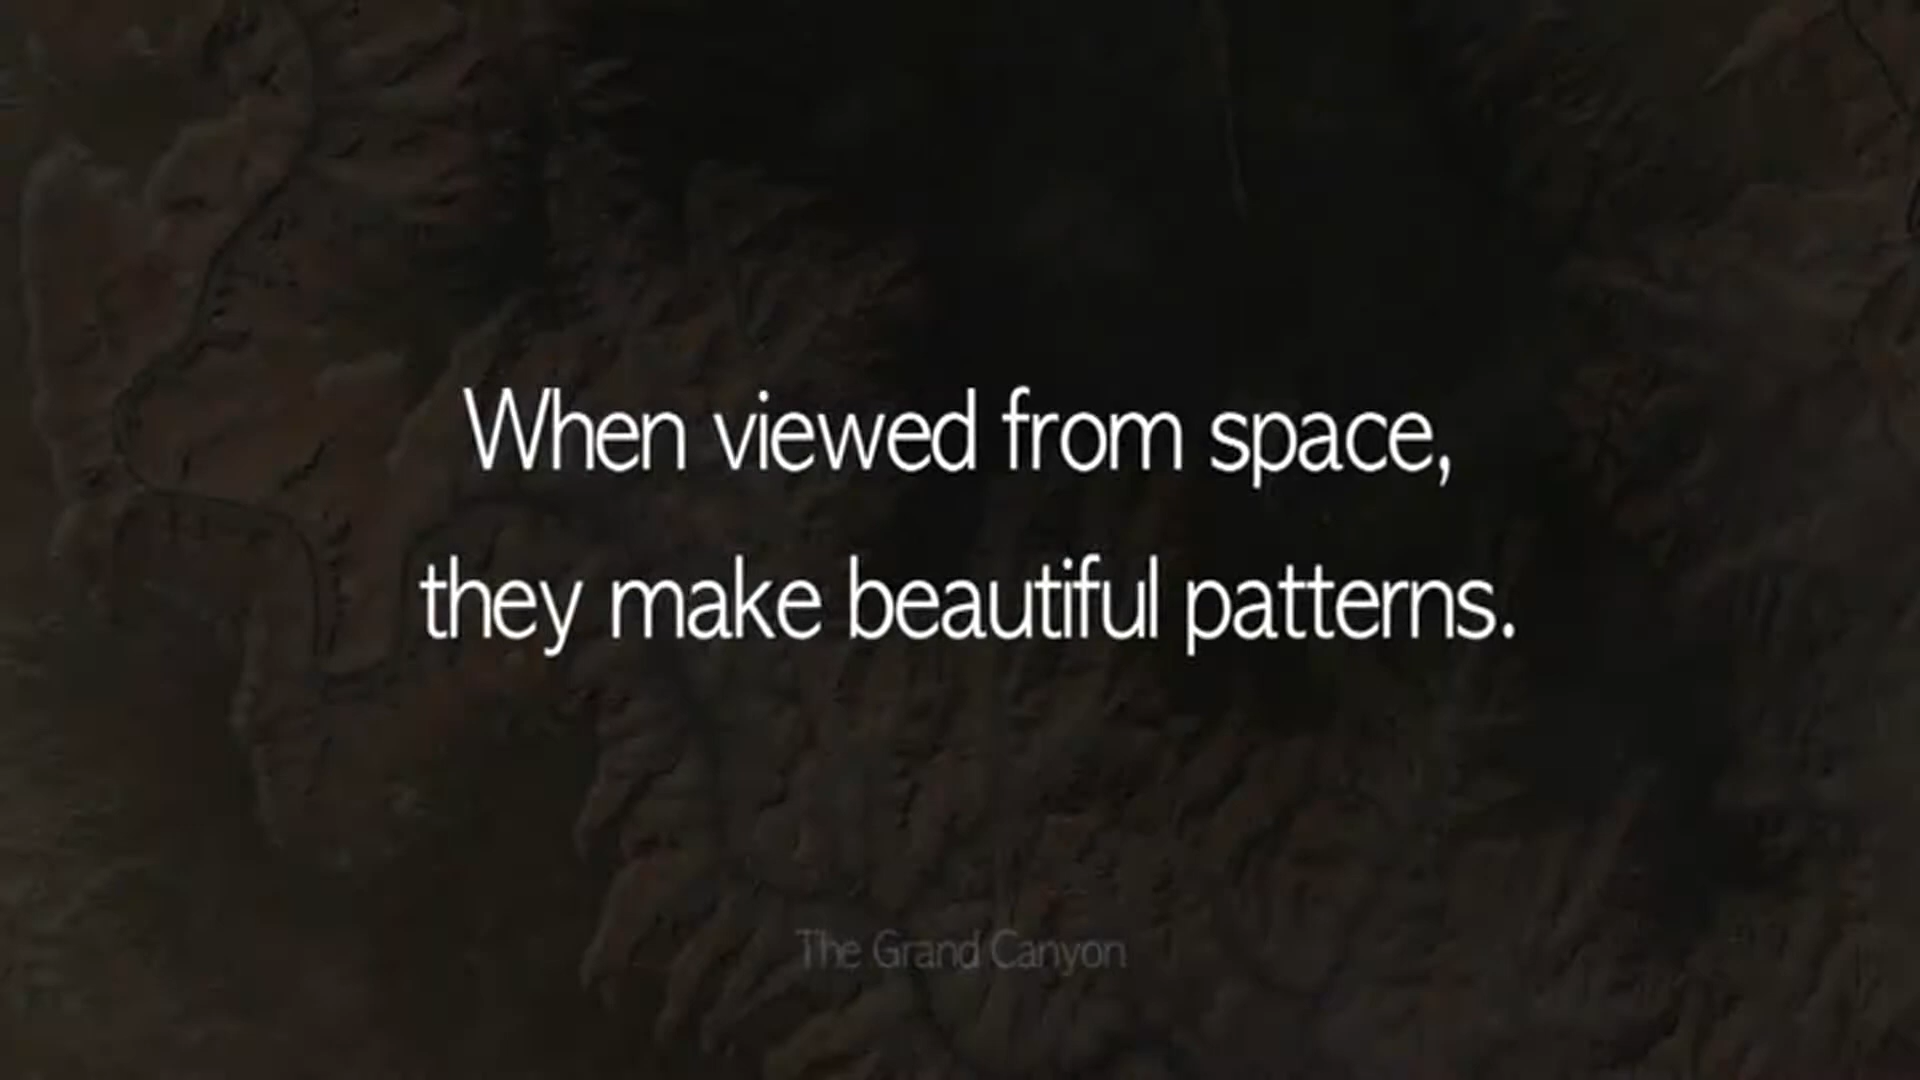 When viewed from space,
they make beautiful patterns.
The Grand Canyon